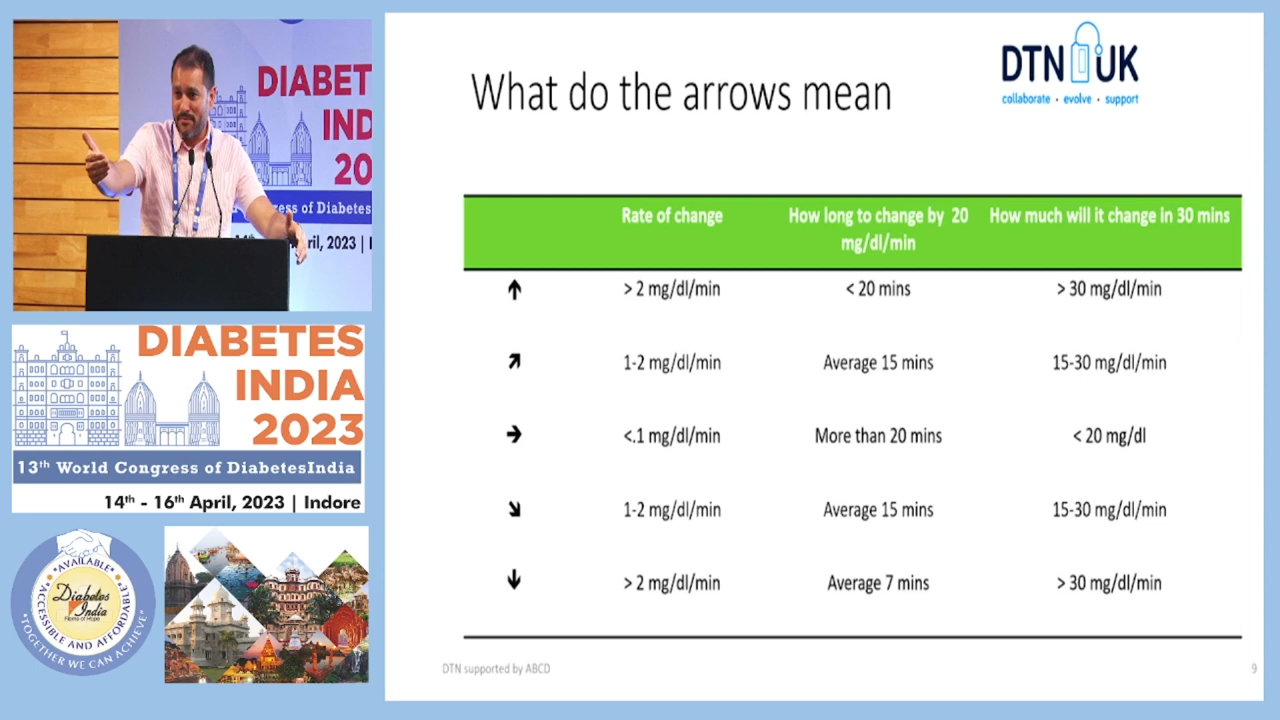 DIABET
IND
20
ress of Diabetes
ril, 2023 |
DIABETES
INDIA
2023
13th World Congress of DiabetesIndia
14th - 16th April, 2023 | Indore
AVAILABLE
ACCESSIBLE AND AFFORDABLE
Diabetes
India
"TOGETHER WE CAN ACHIEVE"
What do the arrows mean
DTN UK
collaborate · evolve · support
Rate of change
How long to change by 20
mg/dl/min
How much will it change in 30 mins
↑ > 2 mg/dl/min < 20 mins > 30 mg/dl/min
↗ 1-2 mg/dl/min Average 15 mins 15-30 mg/dl/min
→ <.1 mg/dl/min More than 20 mins < 20 mg/dl
↘ 1-2 mg/dl/min Average 15 mins 15-30 mg/dl/min
↓ > 2 mg/dl/min Average 7 mins > 30 mg/dl/min
DTN supported by ABCD
9